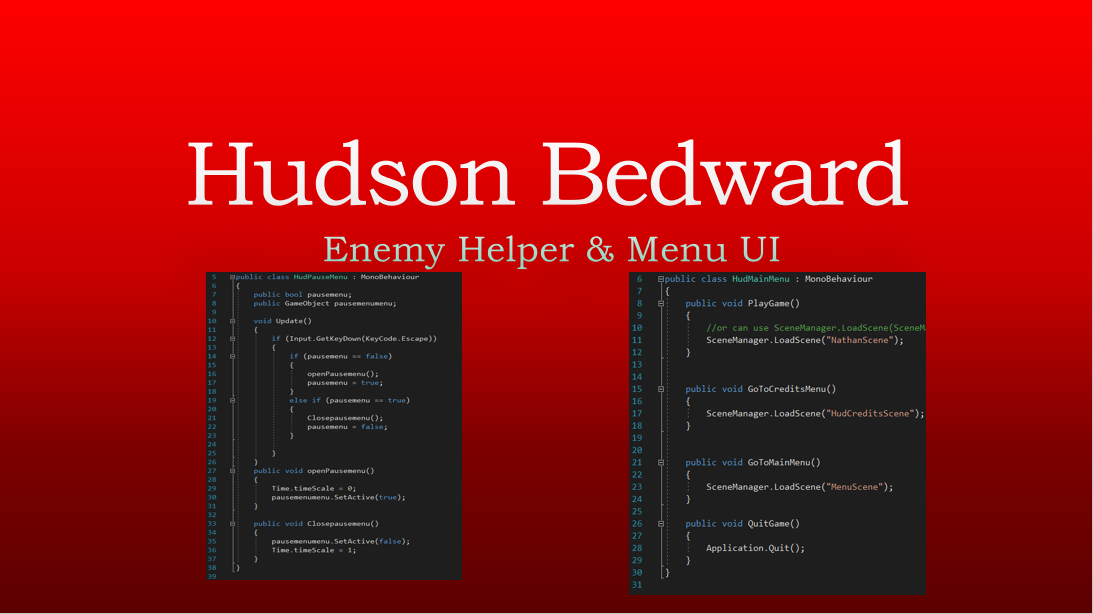 Hudson Bedward
Enemy Helper & Menu UI
5 public class HudPauseMenu : MonoBehaviour
6 {
7 public bool pausemenu;
8 public GameObject pausemenumenu;
9
10 void Update()
11 {
12 if (Input.GetKeyDown(KeyCode.Escape))
13 {
14 if (pausemenu == false)
15 {
16 openPausemenu();
17 pausemenu = true;
18 }
19 else if (pausemenu == true)
20 {
21 Closepausemenu();
22 pausemenu = false;
23 }
24
25 }
26 }
27 public void openPausemenu()
28 {
29 Time.timeScale = 0;
30 pausemenumenu.SetActive(true);
31 }
32
33 public void Closepausemenu()
34 {
35 pausemenumenu.SetActive(false);
36 Time.timeScale = 1;
37 }
38 }
39
6 public class HudMainMenu : MonoBehaviour
7 {
8 public void PlayGame()
9 {
10 //or can use SceneManager.LoadScene(SceneM
11 SceneManager.LoadScene("NathanScene");
12 }
13
14
15 public void GoToCreditsMenu()
16 {
17 SceneManager.LoadScene("HudCreditsScene");
18 }
19
20
21 public void GoToMainMenu()
22 {
23 SceneManager.LoadScene("MenuScene");
24 }
25
26 public void QuitGame()
27 {
28 Application.Quit();
29 }
30 }
31